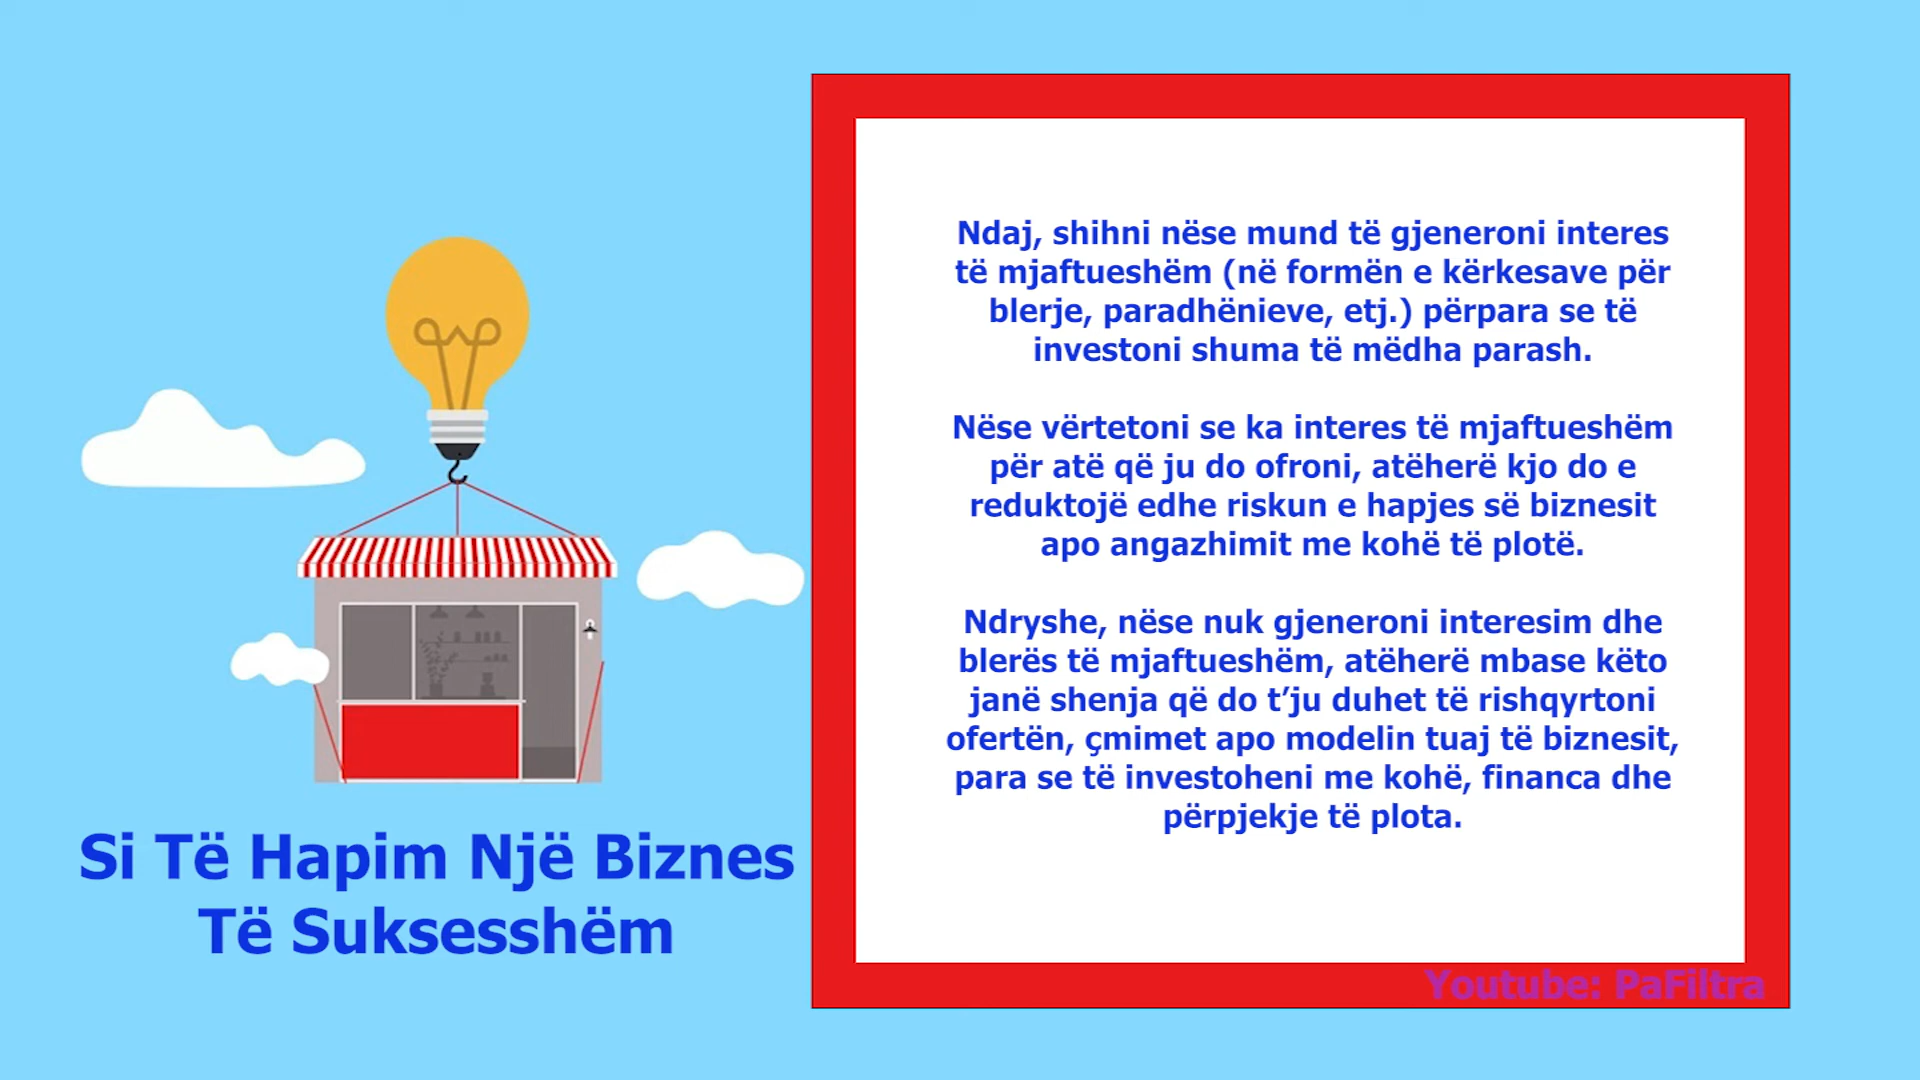 Si Të Hapim Një Biznes
Të Suksesshëm
Ndaj, shihni nëse mund të gjeneroni interes
të mjaftueshëm (në formën e kërkesave për
blerje, paradhënieve, etj.) përpara se të
investoni shuma të mëdha parash.
Nëse vërtetoni se ka interes të mjaftueshëm
për atë që ju do ofroni, atëherë kjo do e
reduktojë edhe riskun e hapjes së biznesit
apo angazhimit me kohë të plotë.
Ndryshe, nëse nuk gjeneroni interesim dhe
blerës të mjaftueshëm, atëherë mbase këto
janë shenja që do t’ju duhet të rishqyrtoni
ofertën, çmimet apo modelin tuaj të biznesit,
para se të investoheni me kohë, financa dhe
përpjekje të plota.
Youtube: PaFiltra